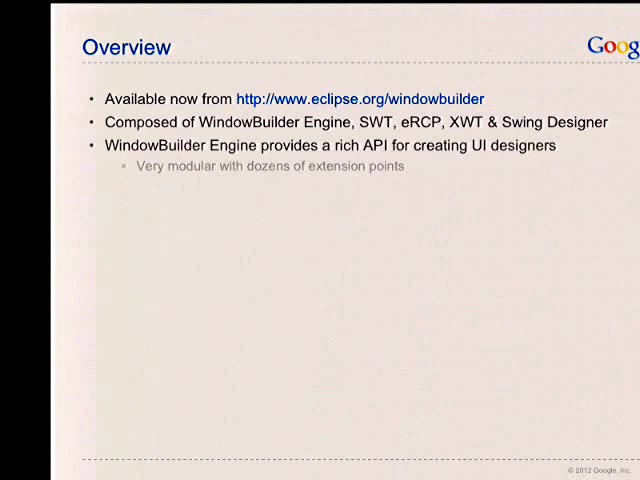 Overview
Goog
• Available now from http://www.eclipse.org/windowbuilder
• Composed of WindowBuilder Engine, SWT, eRCP, XWT & Swing Designer
• WindowBuilder Engine provides a rich API for creating UI designers
▪ Very modular with dozens of extension points
© 2012 Google, Inc.